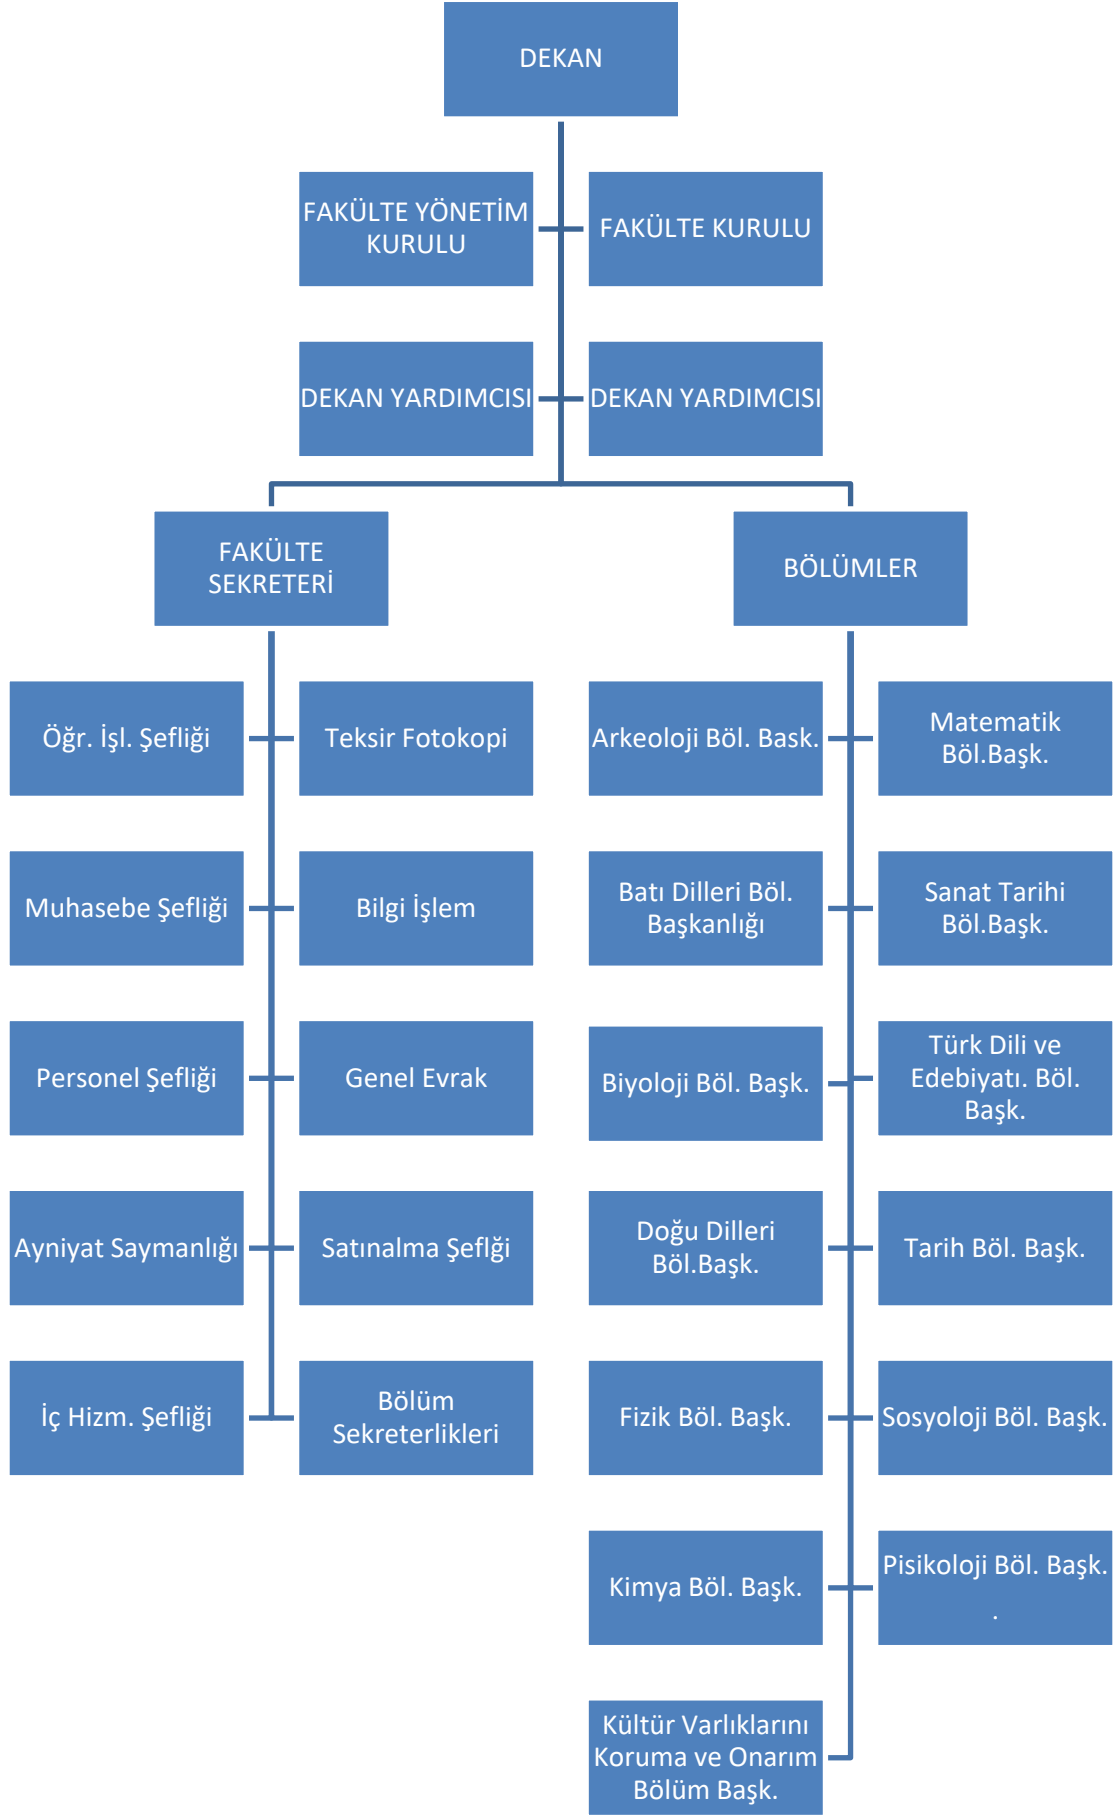 DEKAN
FAKÜLTE YÖNETİM
KURULU
FAKÜLTE KURULU
DEKAN YARDIMCISI
DEKAN YARDIMCISI
FAKÜLTE
SEKRETERİ
BÖLÜMLER
Öğr. İşl. Şefliği
Teksir Fotokopi
Arkeoloji Böl. Bask.
Matematik
Böl.Başk.
Muhasebe Şefliği
Bilgi İşlem
Batı Dilleri Böl.
Başkanlığı
Sanat Tarihi
Böl.Başk.
Personel Şefliği
Genel Evrak
Biyoloji Böl. Başk.
Türk Dili ve
Edebiyatı. Böl.
Başk.
Ayniyat Saymanlığı
Satınalma Şeflği
Doğu Dilleri
Böl.Başk.
Tarih Böl. Başk.
İç Hizm. Şefliği
Bölüm
Sekreterlikleri
Fizik Böl. Başk.
Sosyoloji Böl. Başk.
Kimya Böl. Başk.
Pisikoloji Böl. Başk.
.
Kültür Varlıklarını
Koruma ve Onarım
Bölüm Başk.